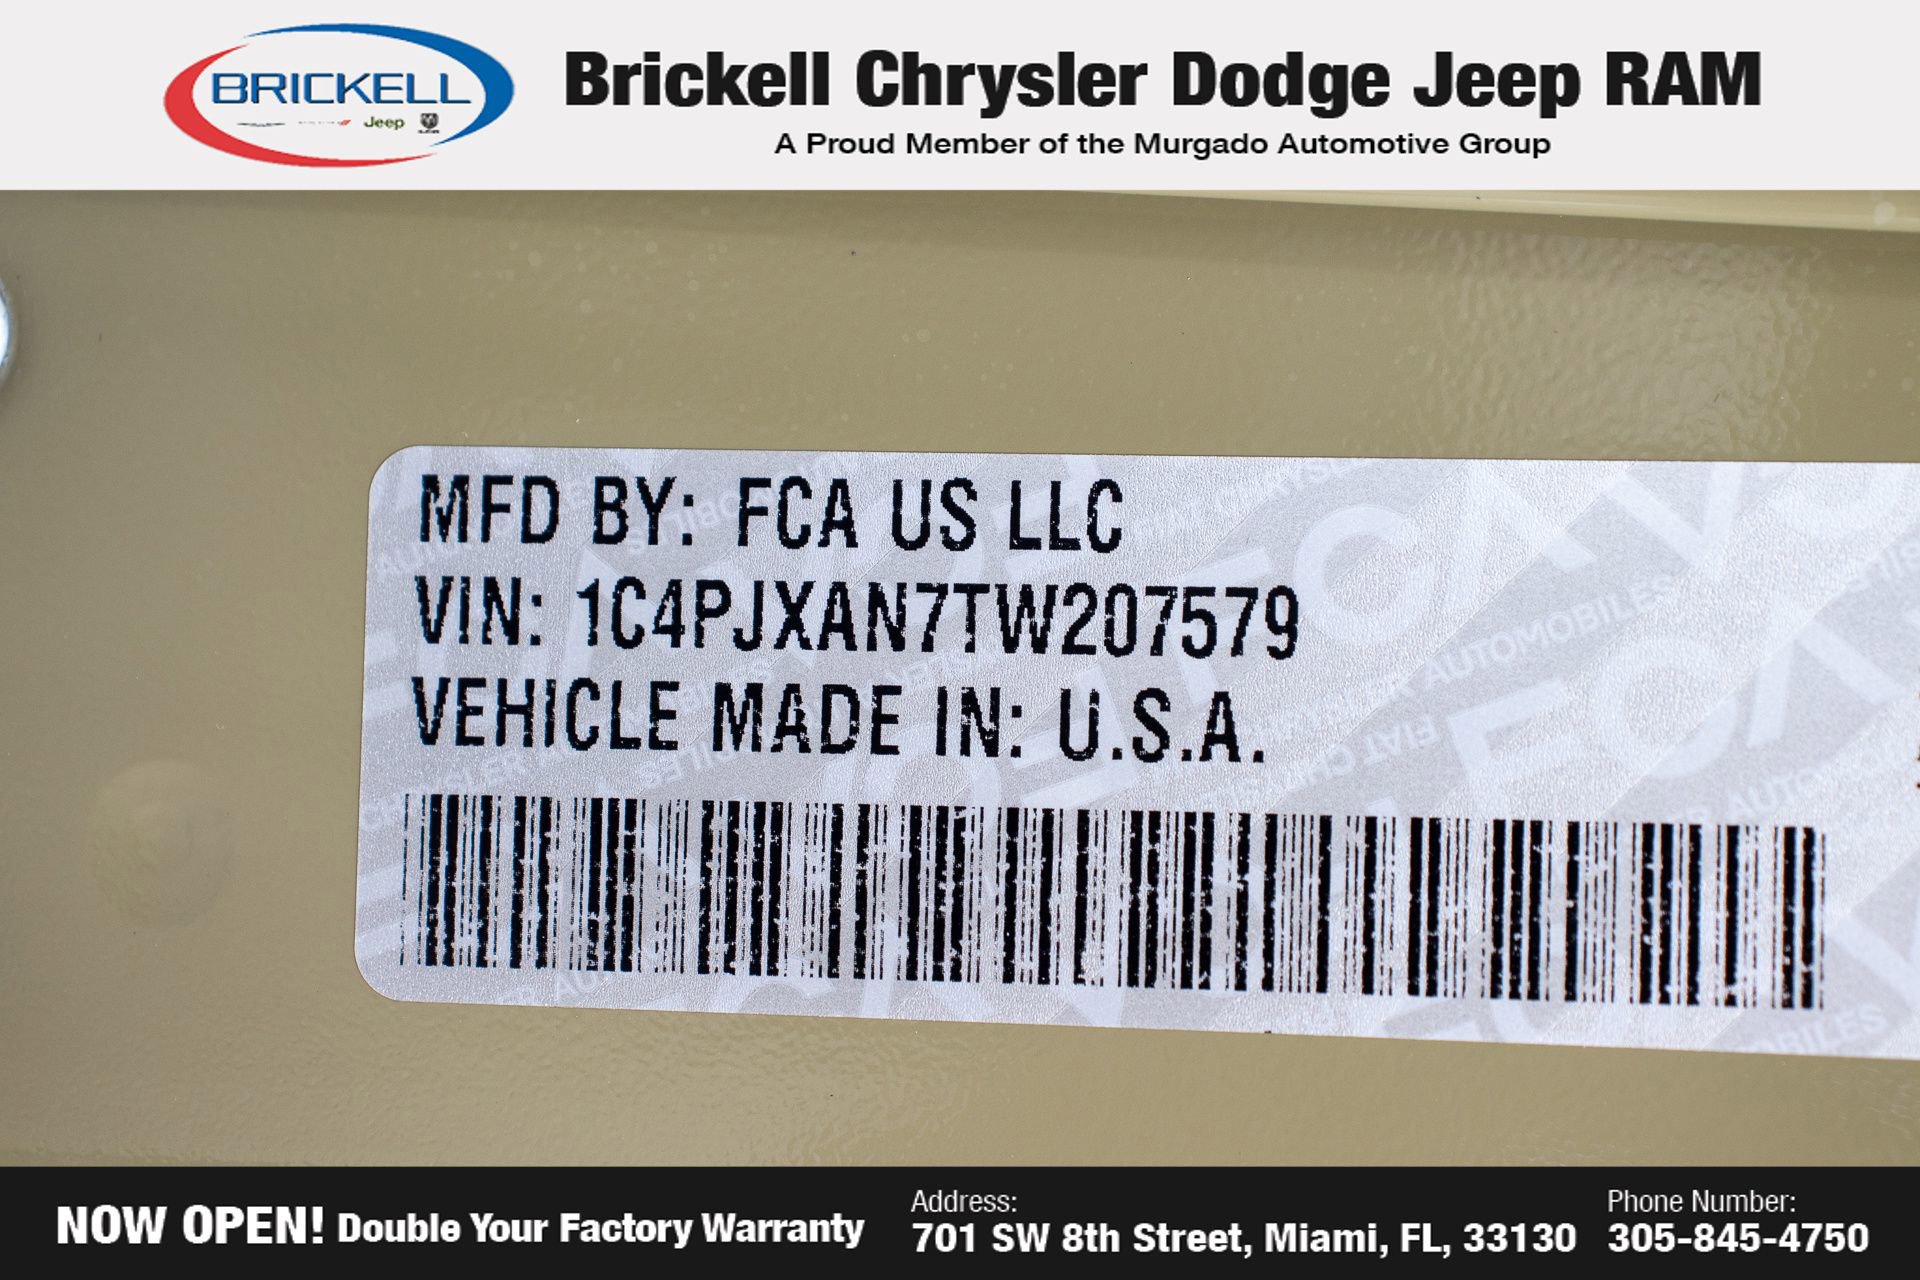 BRICKELL
Jeep
Brickell Chrysler Dodge Jeep RAM
A Proud Member of the Murgado Automotive Group
MFD BY: FCA US LLC
VIN: 1C4PJXAN7TW207579
VEHICLE MADE IN: U.S.A.
NOW OPEN! Double Your Factory Warranty
Address:
701 SW 8th Street, Miami, FL, 33130
Phone Number:
305-845-4750